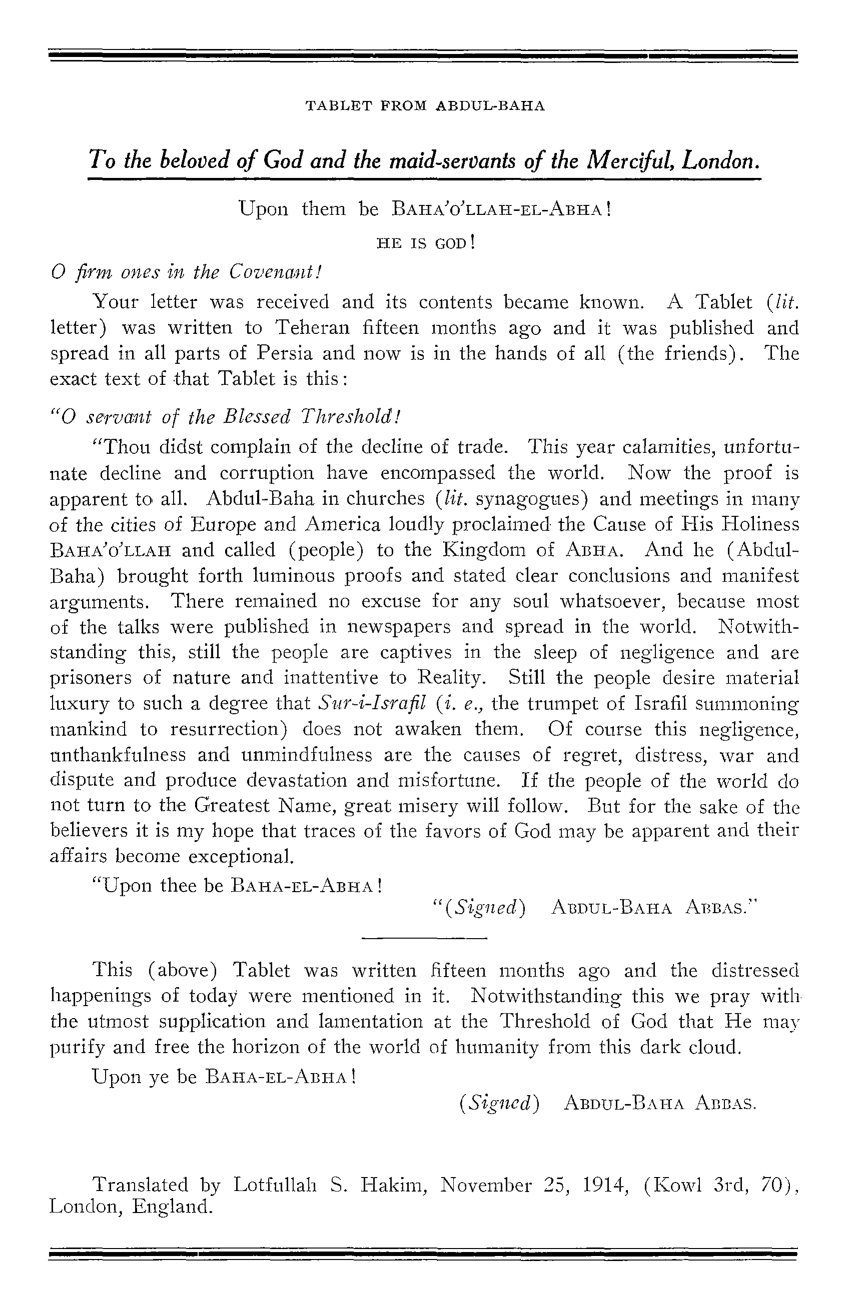 TABLET FROM ABDUL-BAHA
To the beloved of God and the maid-servants of the Merciful, London.
Upon them be BAHA'O'LLAH-EL-ABHA!
HE IS GOD!
O firm ones in the Covenant!
Your letter was received and its contents became known. A Tablet (lit.
letter) was written to Teheran fifteen months ago and it was published and
spread in all parts of Persia and now is in the hands of all (the friends). The
exact text of that Tablet is this:
"O servant of the Blessed Threshold!
"Thou didst complain of the decline of trade. This year calamities, unfortu-
nate decline and corruption have encompassed the world. Now the proof is
apparent to all. Abdul-Baha in churches (lit. synagogues) and meetings in many
of the cities of Europe and America loudly proclaimed the Cause of His Holiness
BAHA'O'LLAH and called (people) to the Kingdom of ABHA. And he (Abdul-
Baha) brought forth luminous proofs and stated clear conclusions and manifest
arguments. There remained no excuse for any soul whatsoever, because most
of the talks were published in newspapers and spread in the world. Notwith-
standing this, still the people are captives in the sleep of negligence and are
prisoners of nature and inattentive to Reality. Still the people desire material
luxury to such a degree that Sur-i-Israfil (i. e., the trumpet of Israfil summoning
mankind to resurrection) does not awaken them. Of course this negligence,
unthankfulness and unmindfulness are the causes of regret, distress, war and
dispute and produce devastation and misfortune. If the people of the world do
not turn to the Greatest Name, great misery will follow. But for the sake of the
believers it is my hope that traces of the favors of God may be apparent and their
affairs become exceptional.
"Upon thee be BAHA-EL-ABHA!
"(Signed) ABDUL-BAHA ABBAS."
This (above) Tablet was written fifteen months ago and the distressed
happenings of today were mentioned in it. Notwithstanding this we pray with
the utmost supplication and lamentation at the Threshold of God that He may
purify and free the horizon of the world of humanity from this dark cloud.
Upon ye be BAHA-EL-ABHA!
(Signed) ABDUL-BAHA ABBAS.
Translated by Lotfullah S. Hakim, November 25, 1914, (Kowl 3rd, 70),
London, England.